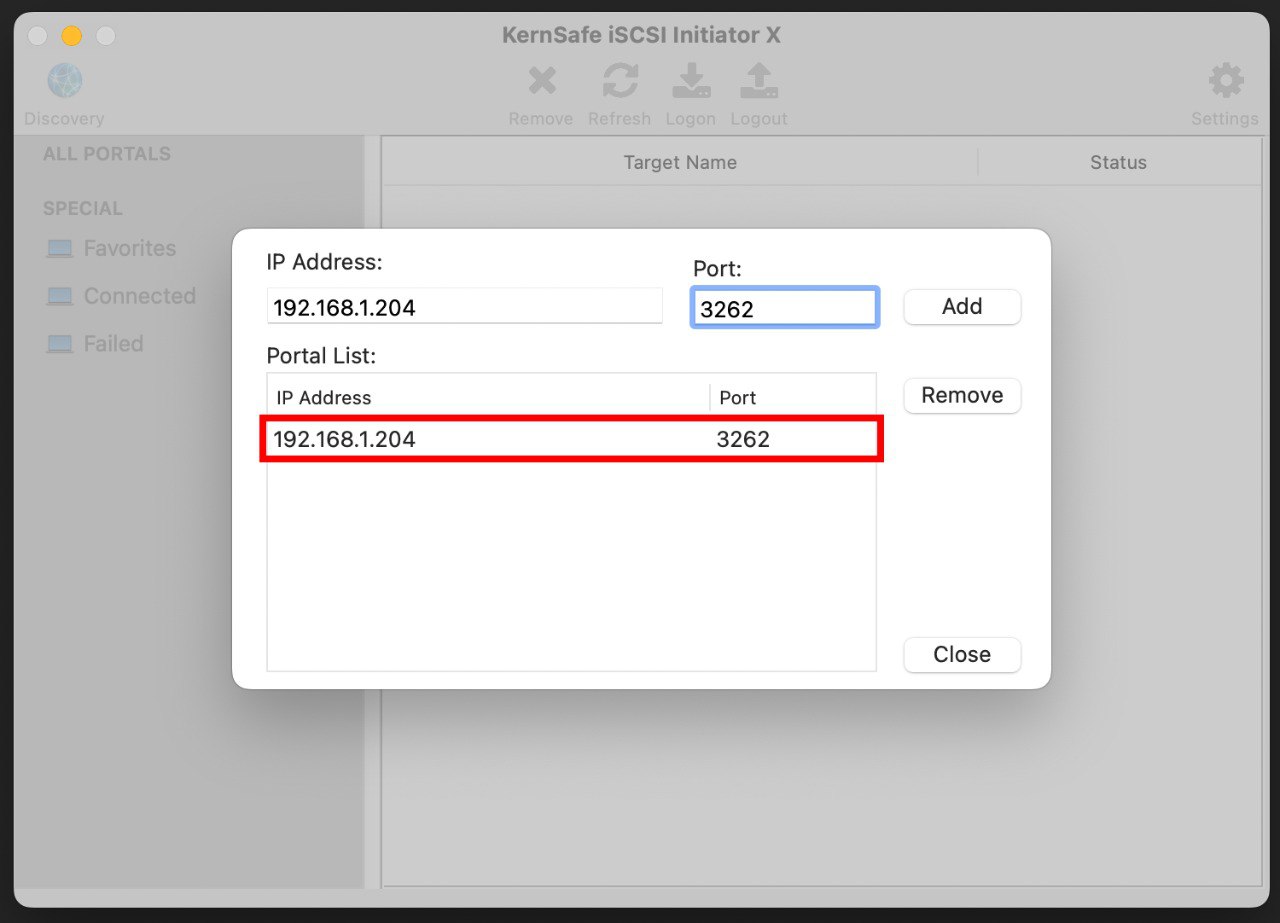 KernSafe iSCSI Initiator X
Discovery
Remove Refresh Logon Logout
Settings
ALL PORTALS
SPECIAL
Favorites
Connected
Failed
Target Name Status
IP Address:
Port:
192.168.1.204
3262
Add
Portal List:
IP Address Port
Remove
192.168.1.204 3262
Close